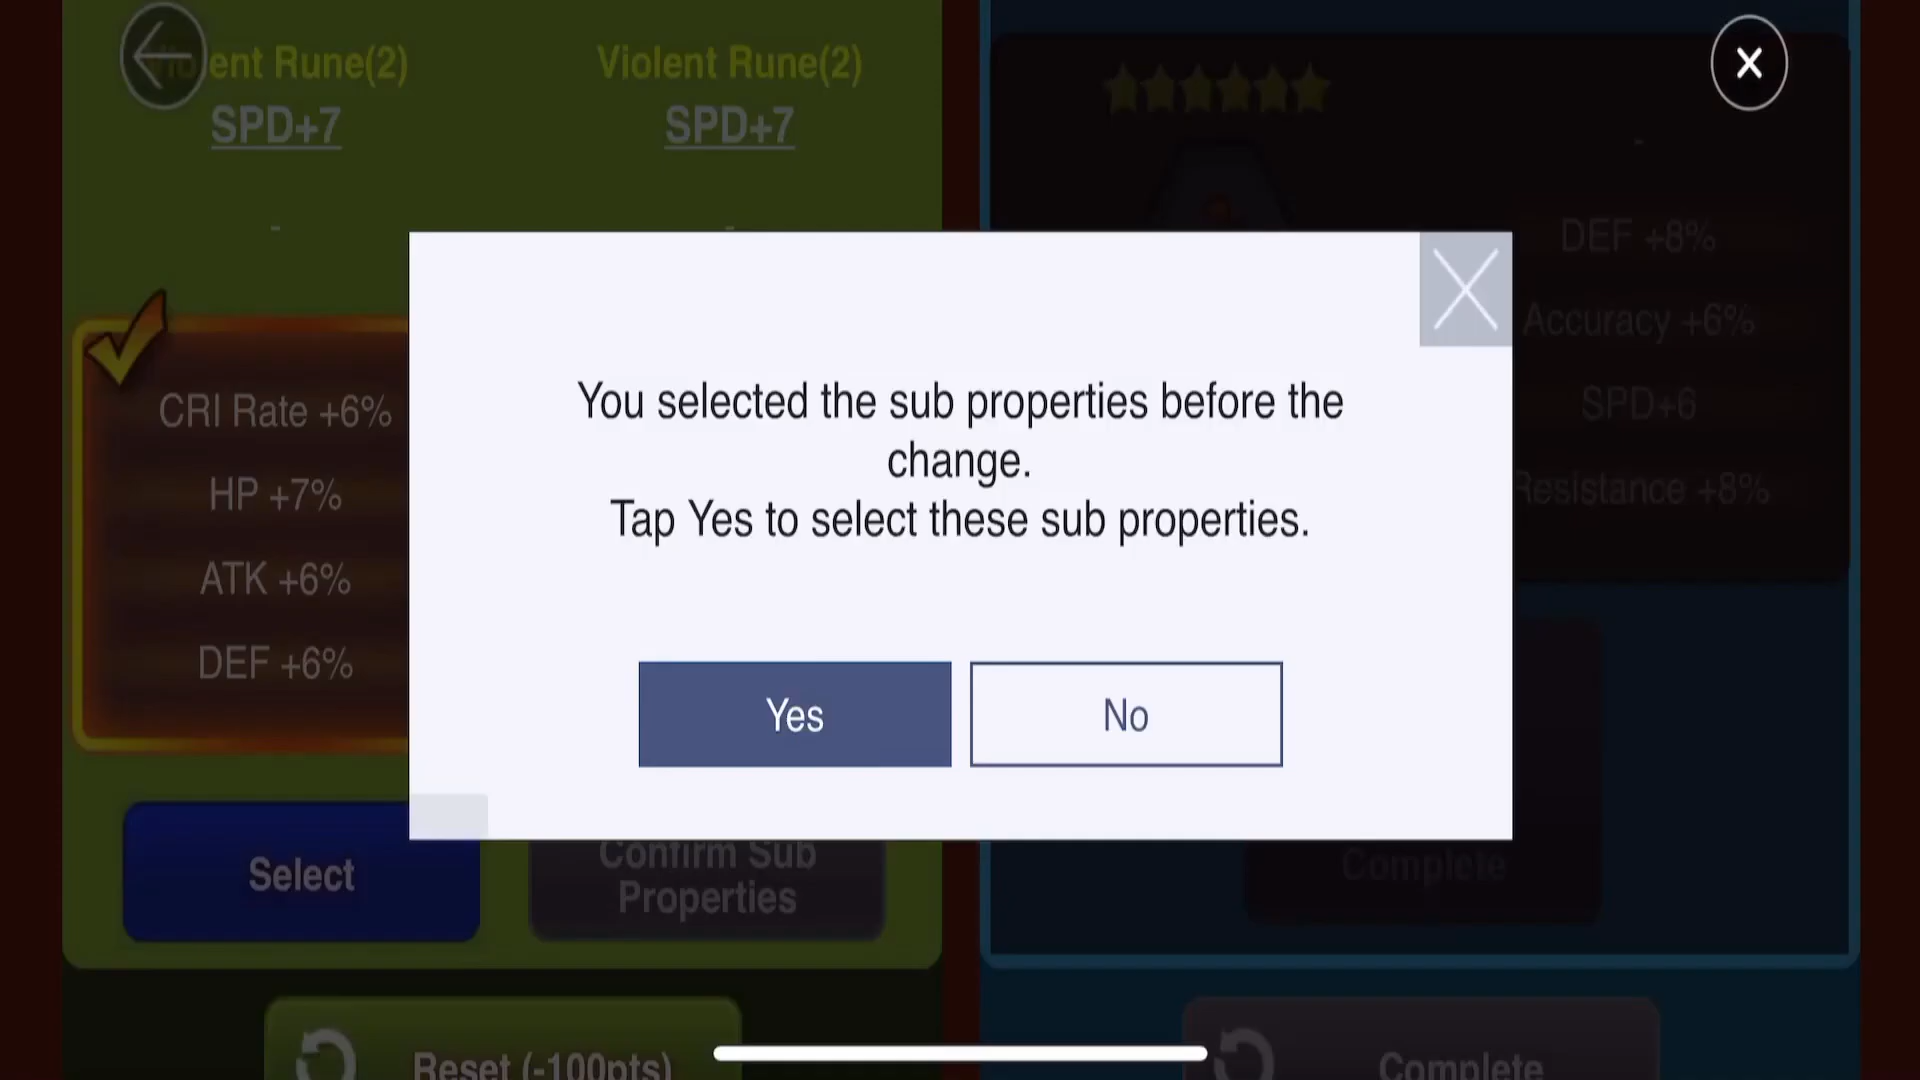 Violent Rune(2)
SPD+7
-
CRI Rate +6%
HP +7%
ATK +6%
DEF +6%
Select
Violent Rune(2)
SPD+7
-
Confirm Sub
Properties
Reset (-100pts)
You selected the sub properties before the
change.
Tap Yes to select these sub properties.
Yes
No
-
DEF +8%
Accuracy +6%
SPD+6
Resistance +8%
Complete
Complete